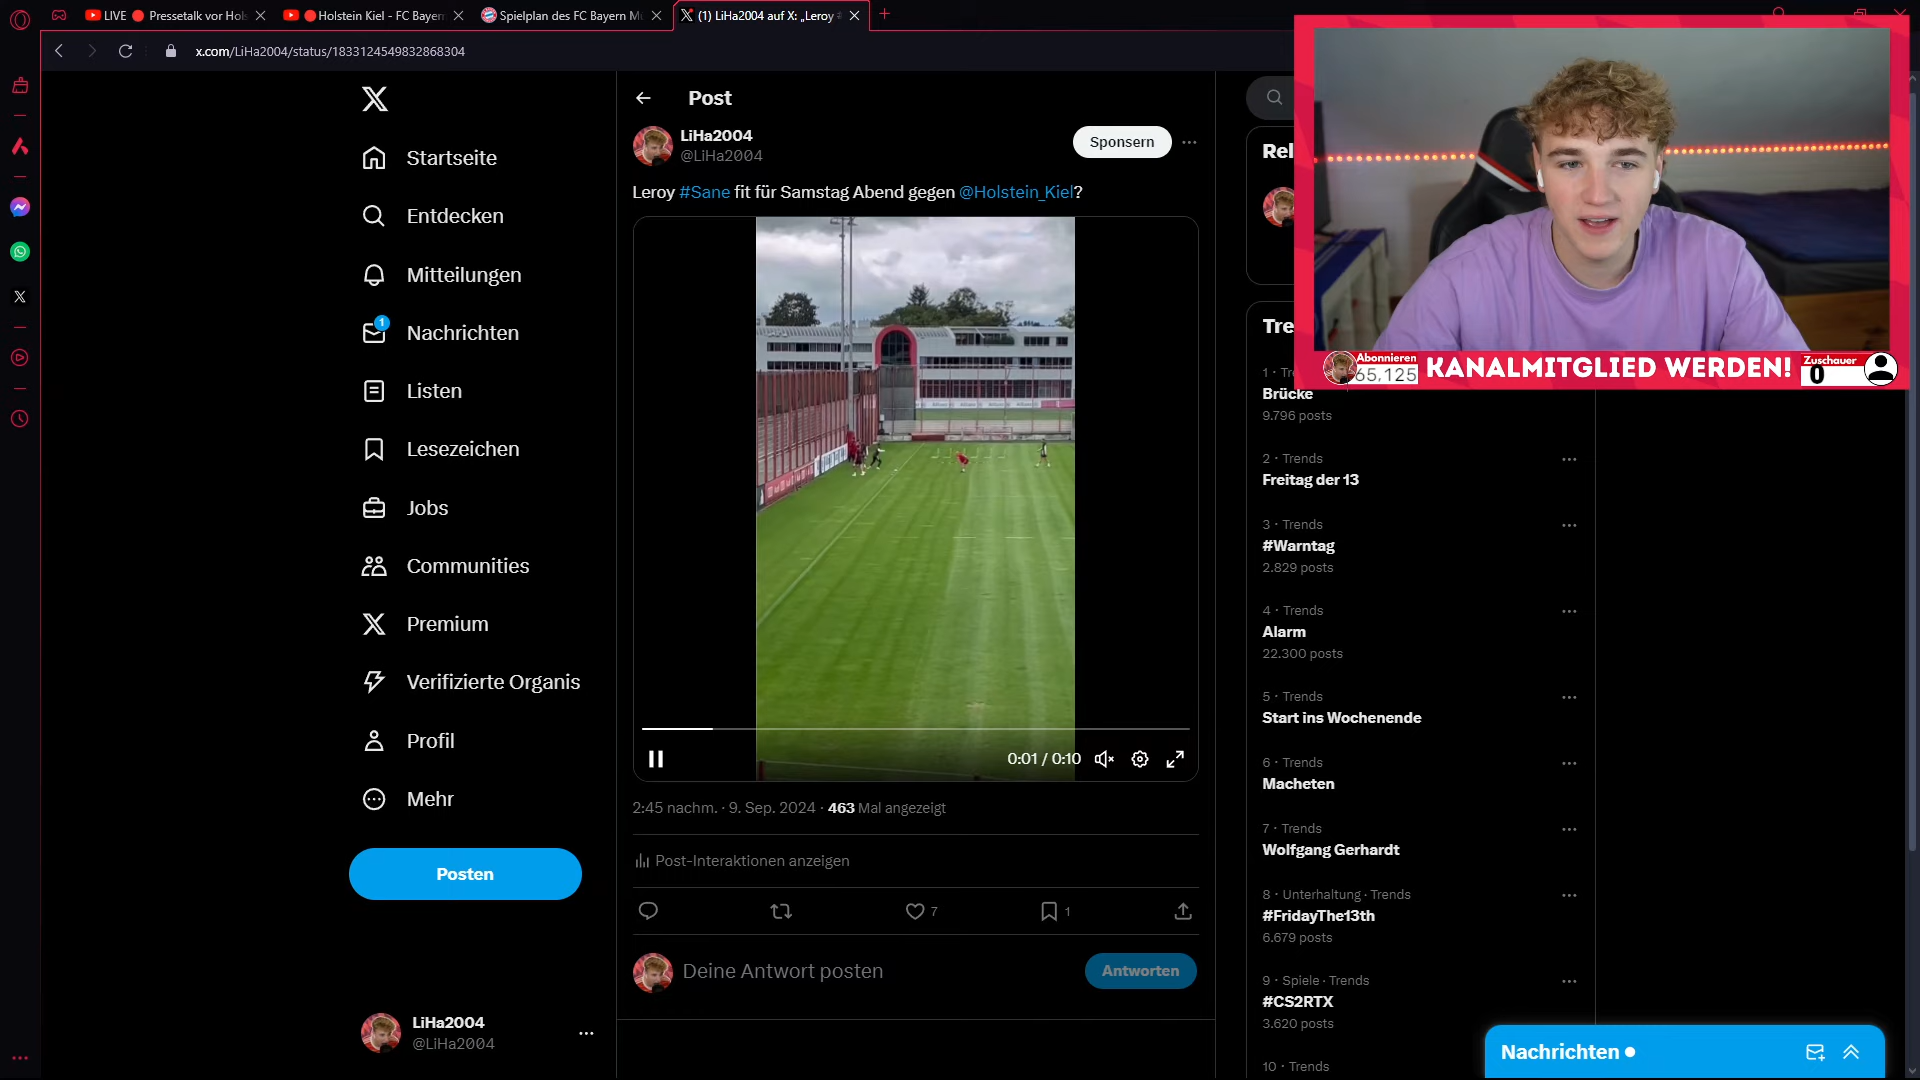 LIVE 🔴 Pressetalk vor Hols
🔴 Holstein Kiel - FC Bayern
Spielplan des FC Bayern Mü
(1) LiHa2004 auf X: „Leroy #
x.com/LiHa2004/status/1833124549832868304
Startseite
Entdecken
Mitteilungen
1
Nachrichten
Listen
Lesezeichen
Jobs
Communities
Premium
Verifizierte Organis
Profil
Mehr
Posten
LiHa2004
@LiHa2004
Post
LiHa2004
@LiHa2004
Sponsern
Leroy #Sane fit für Samstag Abend gegen @Holstein_Kiel?
0:01 / 0:10
2:45 nachm. · 9. Sep. 2024 · 463 Mal angezeigt
Post-Interaktionen anzeigen
7
1
Deine Antwort posten
Antworten
Rel
Tre
1 · Tre
Brücke
9.796 posts
2 · Trends
Freitag der 13
3 · Trends
#Warntag
2.829 posts
4 · Trends
Alarm
22.300 posts
5 · Trends
Start ins Wochenende
6 · Trends
Macheten
7 · Trends
Wolfgang Gerhardt
8 · Unterhaltung · Trends
#FridayThe13th
6.679 posts
9 · Spiele · Trends
#CS2RTX
3.620 posts
10 · Trends
Nachrichten
Abonnieren
65,125
KANALMITGLIED WERDEN!
Zuschauer
0